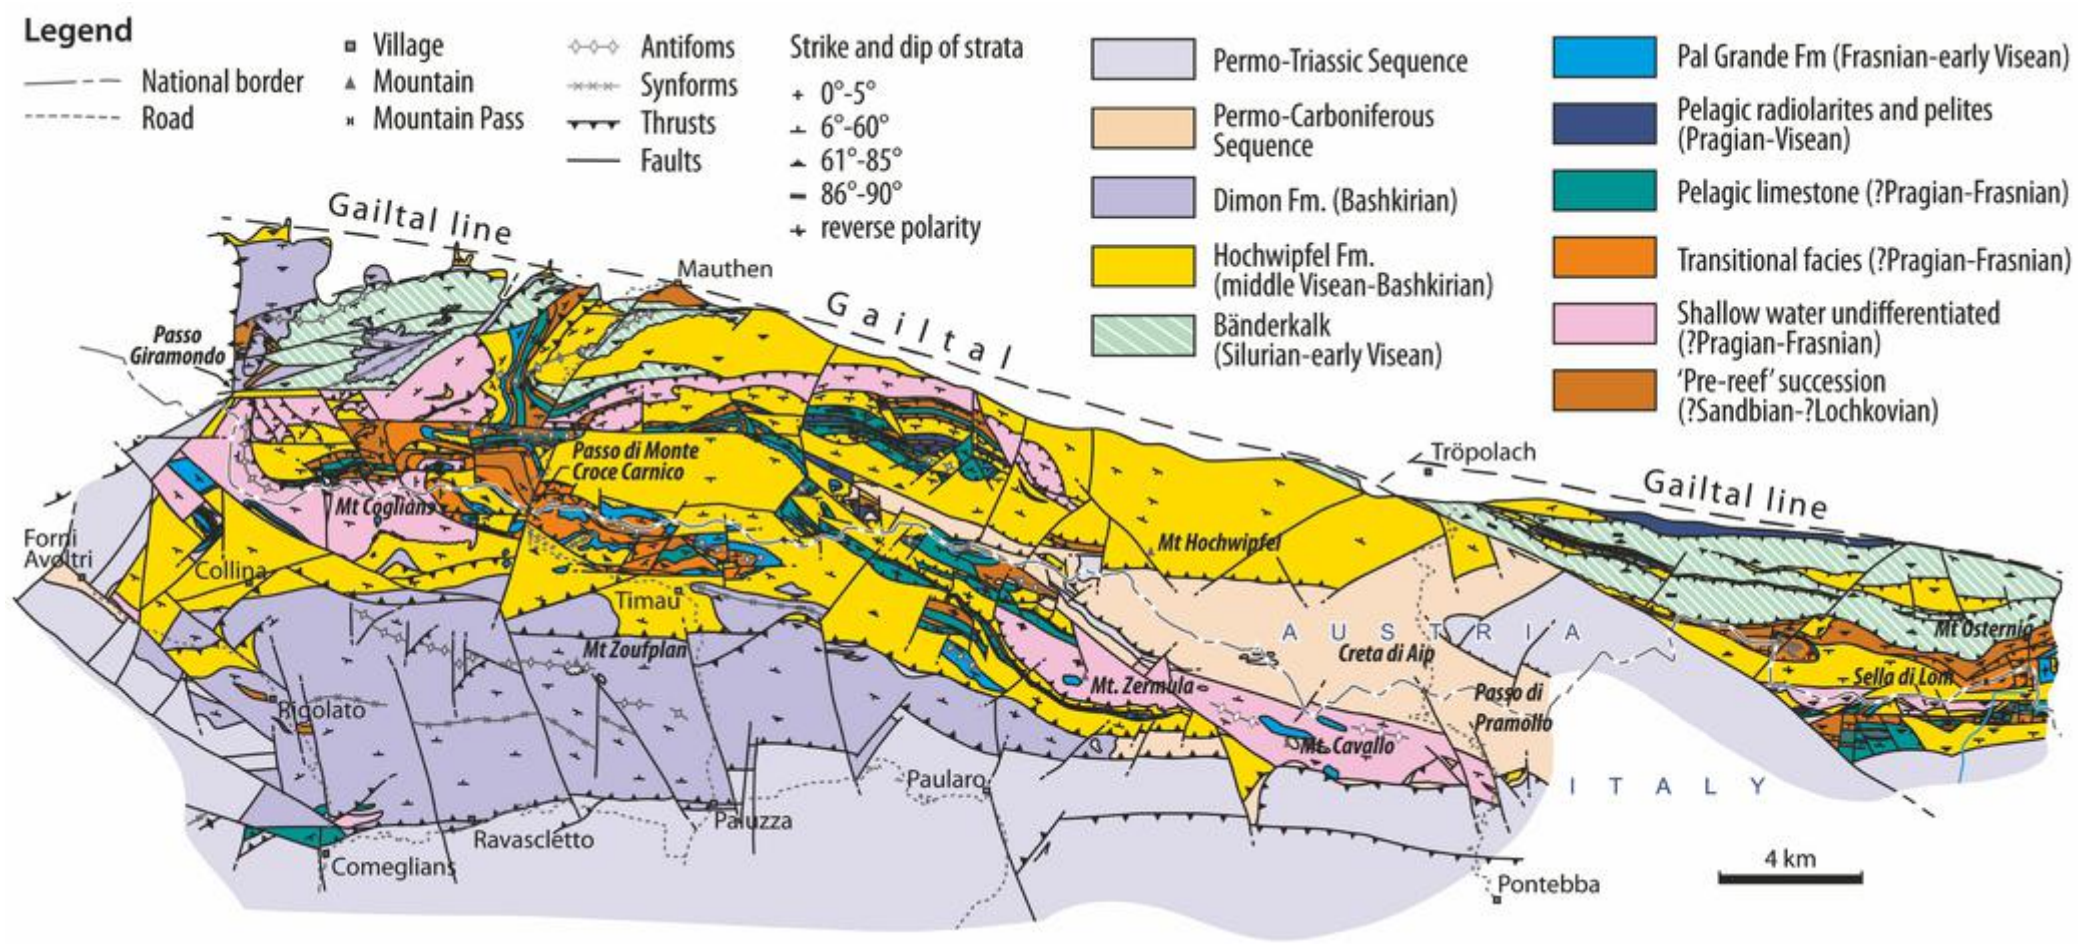 Legend
National border
Road
Village
Mountain
Mountain Pass
Antifoms
Synforms
Thrusts
Faults
Strike and dip of strata
0°-5°
6°-60°
61°-85°
86°-90°
reverse polarity
Permo-Triassic Sequence
Permo-Carboniferous
Sequence
Dimon Fm. (Bashkirian)
Hochwipfel Fm.
(middle Visean-Bashkirian)
Bänderkalk
(Silurian-early Visean)
Pal Grande Fm (Frasnian-early Visean)
Pelagic radiolarites and pelites
(Pragian-Visean)
Pelagic limestone (?Pragian-Frasnian)
Transitional facies (?Pragian-Frasnian)
Shallow water undifferentiated
(?Pragian-Frasnian)
'Pre-reef' succession
(?Sandbian-?Lochkovian)
Gailtal line
Mauthen
Gailtal
Passo
Giramondo
Passo di Monte
Croce Carnico
Tröpolach
Gailtal line
Mt Coglians
Forni
Avoltri
Collina
Mt Hochwipfel
Timau
AUSTRIA
Mt Osternig
Mt Zoufplan
Creta di Aip
Mt. Zermula
Sella di Lom
Passo di
Pramollo
Rigolato
Mt. Cavallo
Paularo
ITALY
Paluzza
Ravascletto
Comeglians
4 km
Pontebba